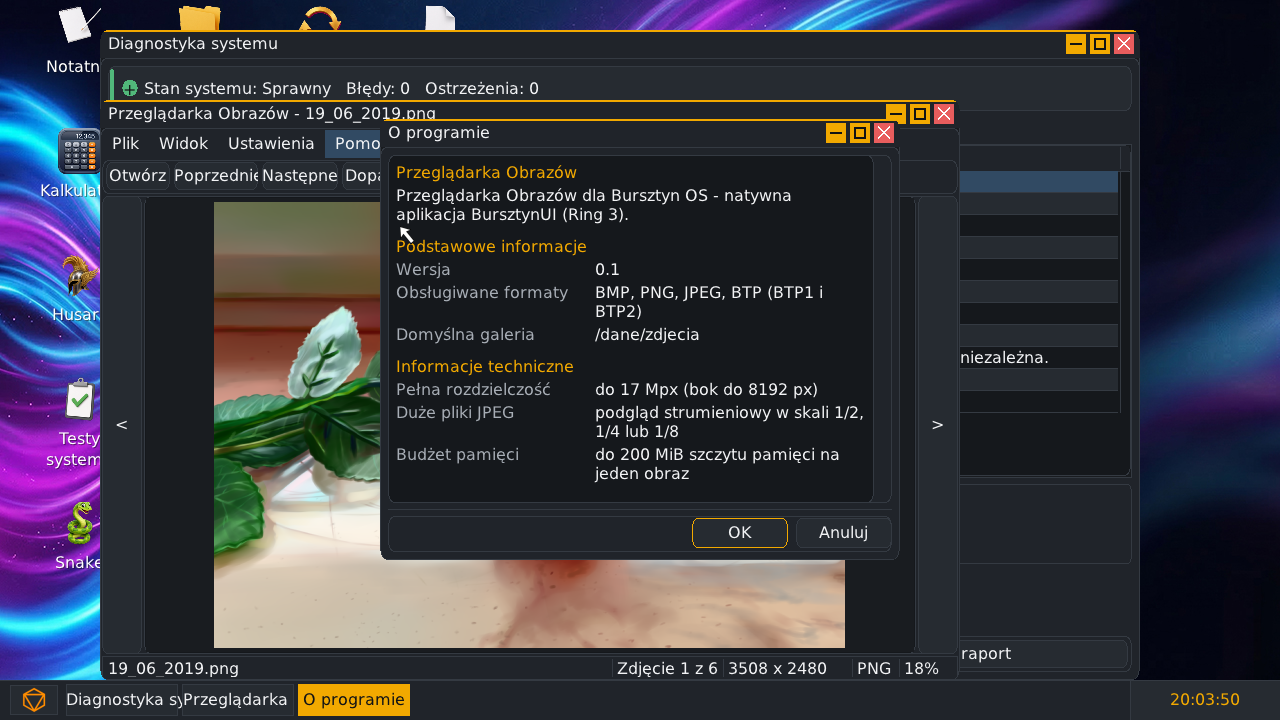 Notatn
Diagnostyka systemu
Stan systemu: Sprawny Błędy: 0 Ostrzeżenia: 0
Przeglądarka Obrazów - 19_06_2019.png
O programie
Plik Widok Ustawienia Pomo
Otwórz Poprzednie Następne Dopa
12,345
Kalkula
Przeglądarka Obrazów
Przeglądarka Obrazów dla Bursztyn OS - natywna
aplikacja BursztynUI (Ring 3).
Podstawowe informacje
Wersja 0.1
Obsługiwane formaty BMP, PNG, JPEG, BTP (BTP1 i
BTP2)
Domyślna galeria /dane/zdjecia
Informacje techniczne
Pełna rozdzielczość do 17 Mpx (bok do 8192 px)
Duże pliki JPEG podgląd strumieniowy w skali 1/2,
1/4 lub 1/8
Budżet pamięci do 200 MiB szczytu pamięci na
jeden obraz
OK Anuluj
Husar
niezależna.
< >
Testy
system
Snake
raport
19_06_2019.png Zdjęcie 1 z 6 3508 x 2480 PNG 18%
Diagnostyka sy Przeglądarka O programie 20:03:50